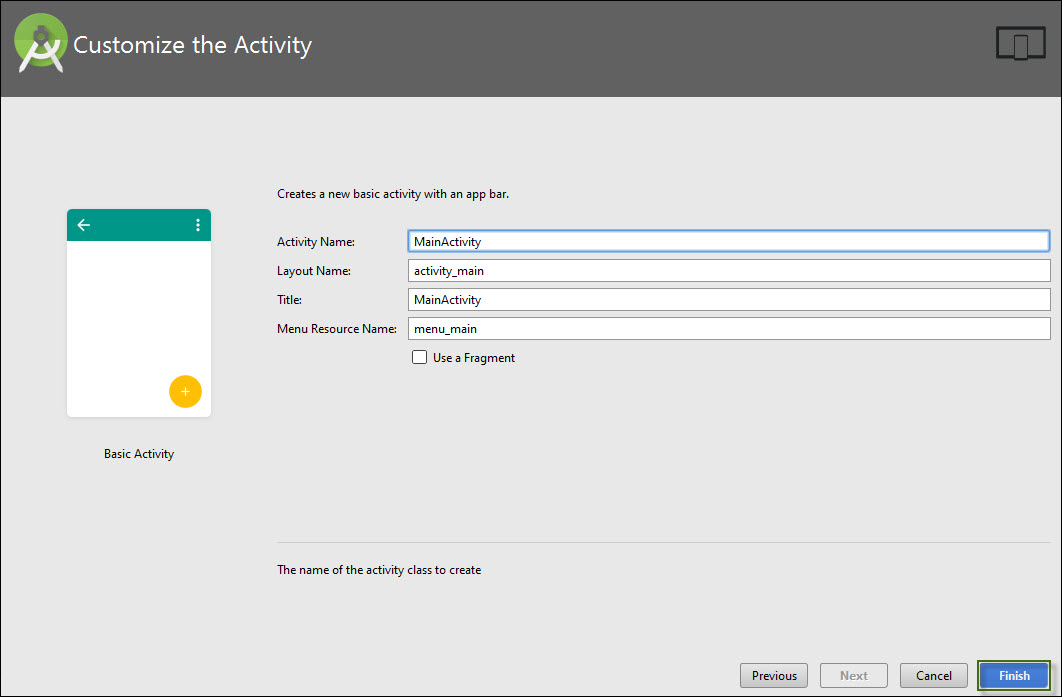 Customize the Activity
Creates a new basic activity with an app bar.
Activity Name: MainActivity
Layout Name: activity_main
Title: MainActivity
Menu Resource Name: menu_main
Use a Fragment
Basic Activity
The name of the activity class to create
Previous Next Cancel Finish